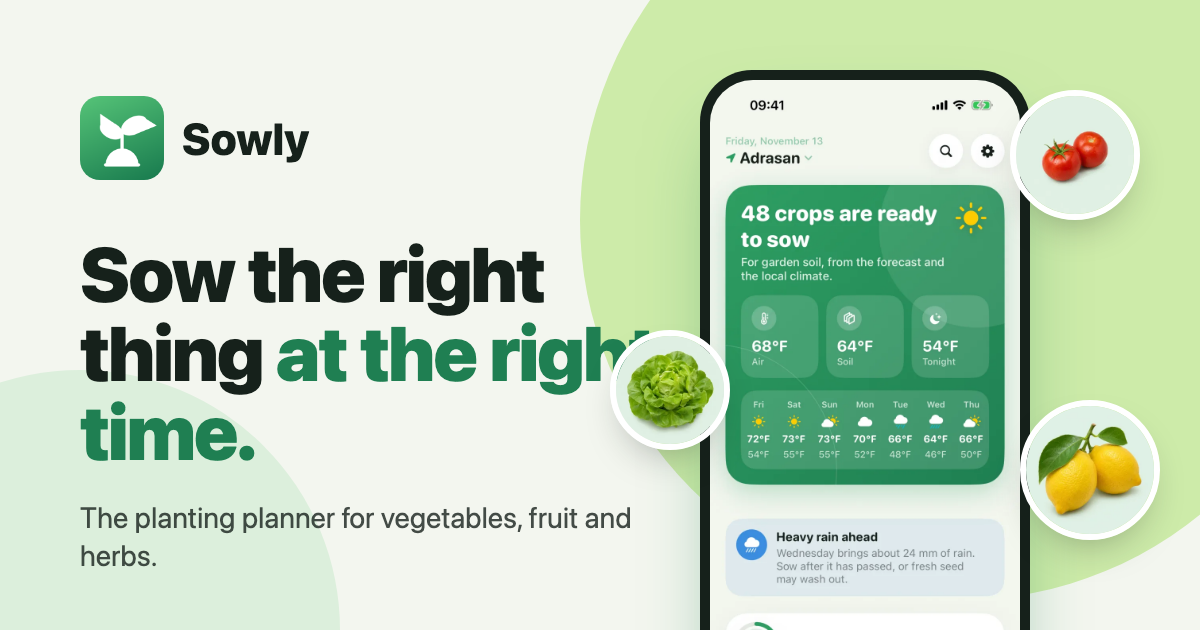 Sowly
Sow the right
thing at the right
time.
The planting planner for vegetables, fruit and
herbs.
09:41
Friday, November 13
Adrasan
48 crops are ready
to sow
For garden soil, from the forecast and
the local climate.
68°F
Air
64°F
Soil
54°F
Tonight
Fri Sat Sun Mon Tue Wed Thu
72°F 73°F 73°F 70°F 66°F 64°F 66°F
54°F 55°F 55°F 52°F 48°F 46°F 50°F
Heavy rain ahead
Wednesday brings about 24 mm of rain.
Sow after it has passed, or fresh seed
may wash out.